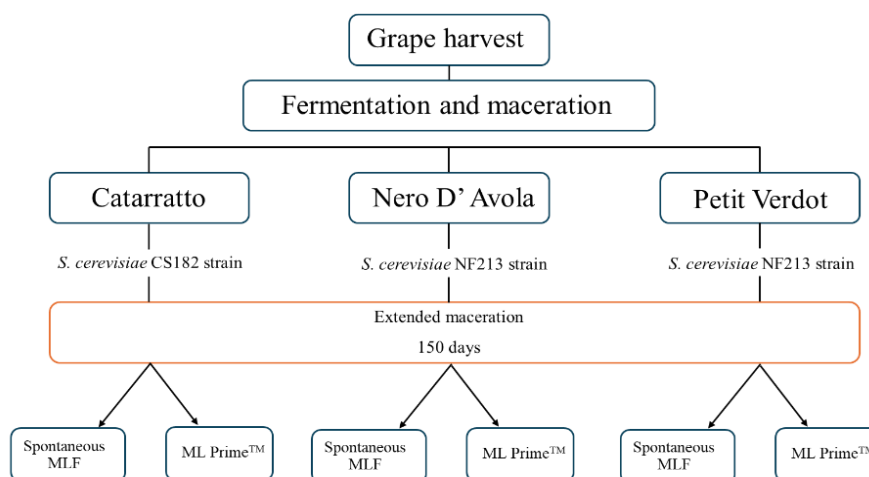 Grape harvest
Fermentation and maceration
Catarratto
Nero D’ Avola
Petit Verdot
S. cerevisiae CS182 strain
S. cerevisiae NF213 strain
S. cerevisiae NF213 strain
Extended maceration
150 days
Spontaneous
MLF
ML Prime™
Spontaneous
MLF
ML Prime™
Spontaneous
MLF
ML Prime™